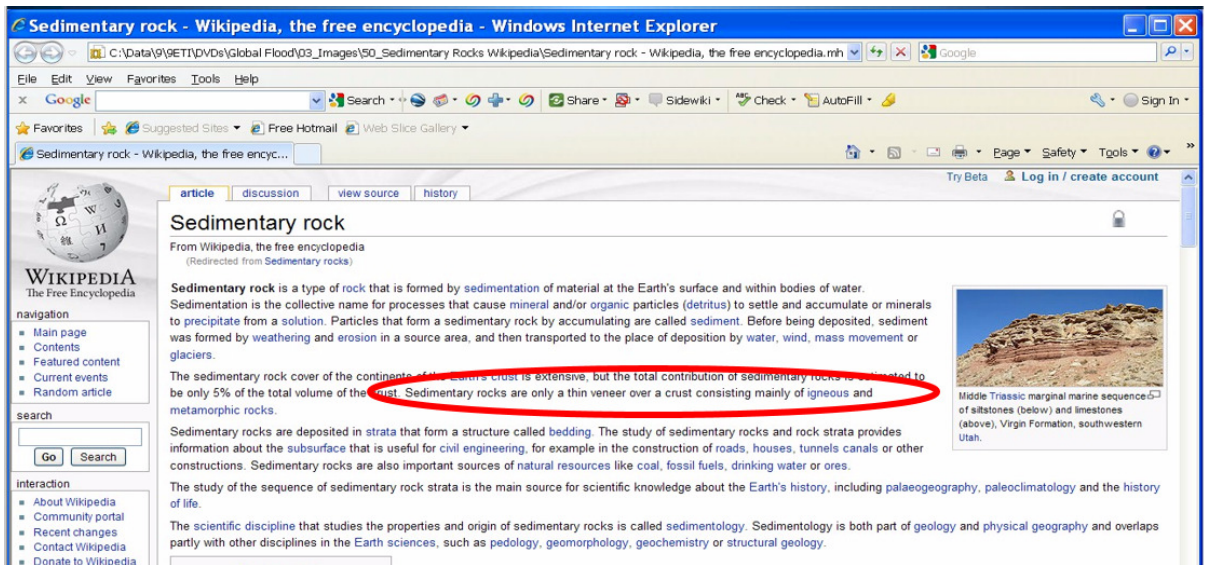 Sedimentary rock - Wikipedia, the free encyclopedia - Windows Internet Explorer
C:\Data\9\9ETI\DVDs\Global Flood\03_Images\50_Sedimentary Rocks Wikipedia\Sedimentary rock - Wikipedia, the free encyclopedia.mh
Google
File Edit View Favorites Tools Help
x Google Search Share Sidewiki Check AutoFill Sign In
Favorites Suggested Sites Free Hotmail Web Slice Gallery
Sedimentary rock - Wikipedia, the free encyc...
Page Safety Tools »
Try Beta Log in / create account
article discussion view source history
WIKIPEDIA
The Free Encyclopedia
navigation
Main page
Contents
Featured content
Current events
Random article
search
Go Search
interaction
About Wikipedia
Community portal
Recent changes
Contact Wikipedia
Donate to Wikipedia
Sedimentary rock
From Wikipedia, the free encyclopedia
(Redirected from Sedimentary rocks)
Sedimentary rock is a type of rock that is formed by sedimentation of material at the Earth's surface and within bodies of water.
Sedimentation is the collective name for processes that cause mineral and/or organic particles (detritus) to settle and accumulate or minerals
to precipitate from a solution. Particles that form a sedimentary rock by accumulating are called sediment. Before being deposited, sediment
was formed by weathering and erosion in a source area, and then transported to the place of deposition by water, wind, mass movement or
glaciers.
The sedimentary rock cover of the continents of the Earth's crust is extensive, but the total contribution of sedimentary rocks is estimated to
be only 5% of the total volume of the crust. Sedimentary rocks are only a thin veneer over a crust consisting mainly of igneous and
metamorphic rocks.
Sedimentary rocks are deposited in strata that form a structure called bedding. The study of sedimentary rocks and rock strata provides
information about the subsurface that is useful for civil engineering, for example in the construction of roads, houses, tunnels canals or other
constructions. Sedimentary rocks are also important sources of natural resources like coal, fossil fuels, drinking water or ores.
The study of the sequence of sedimentary rock strata is the main source for scientific knowledge about the Earth's history, including palaeogeography, paleoclimatology and the history
of life.
The scientific discipline that studies the properties and origin of sedimentary rocks is called sedimentology. Sedimentology is both part of geology and physical geography and overlaps
partly with other disciplines in the Earth sciences, such as pedology, geomorphology, geochemistry or structural geology.
Middle Triassic marginal marine sequence
of siltstones (below) and limestones
(above), Virgin Formation, southwestern
Utah.